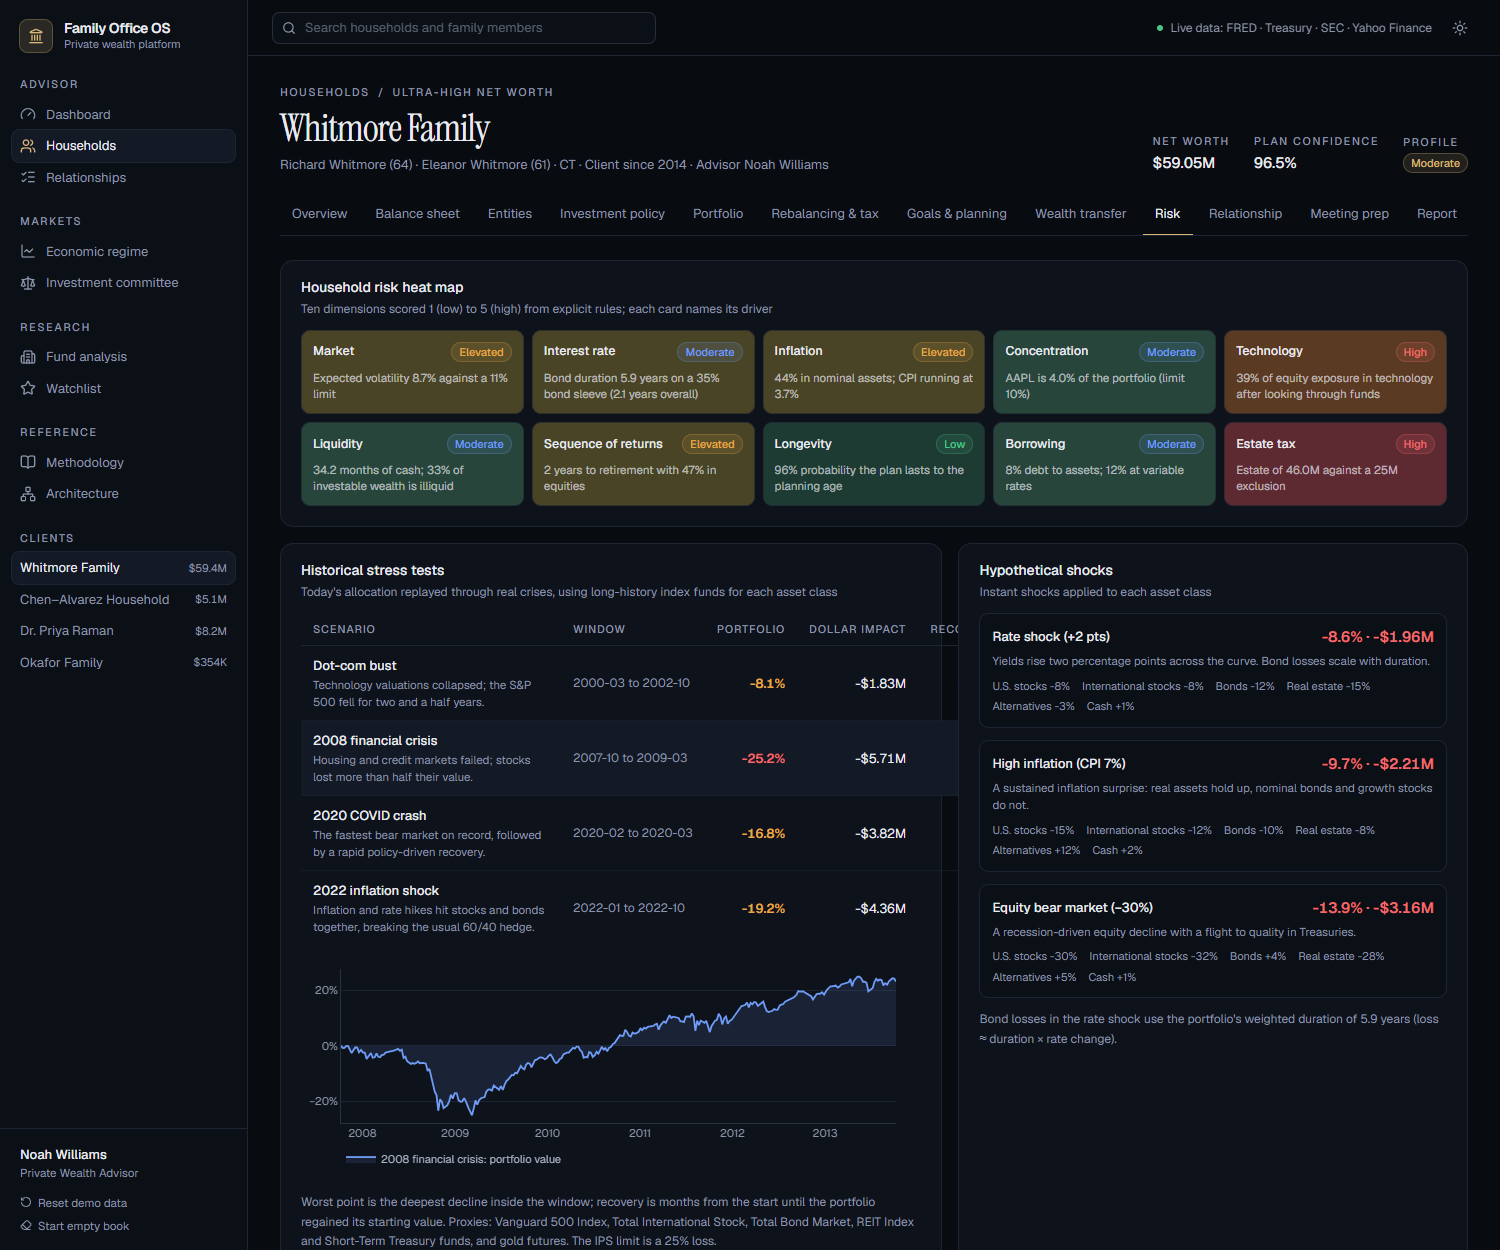 Family Office OS
Private wealth platform
ADVISOR
Dashboard
Households
Relationships
MARKETS
Economic regime
Investment committee
RESEARCH
Fund analysis
Watchlist
REFERENCE
Methodology
Architecture
CLIENTS
Whitmore Family $59.4M
Chen–Alvarez Household $5.1M
Dr. Priya Raman $8.2M
Okafor Family $354K
Noah Williams
Private Wealth Advisor
Reset demo data
Start empty book
Search households and family members
Live data: FRED · Treasury · SEC · Yahoo Finance
HOUSEHOLDS / ULTRA-HIGH NET WORTH
Whitmore Family
Richard Whitmore (64) · Eleanor Whitmore (61) · CT · Client since 2014 · Advisor Noah Williams
NET WORTH PLAN CONFIDENCE PROFILE
$59.05M 96.5% Moderate
Overview Balance sheet Entities Investment policy Portfolio Rebalancing & tax Goals & planning Wealth transfer Risk Relationship Meeting prep Report
Household risk heat map
Ten dimensions scored 1 (low) to 5 (high) from explicit rules; each card names its driver
Market Elevated
Expected volatility 8.7% against a 11%
limit
Interest rate Moderate
Bond duration 5.9 years on a 35%
bond sleeve (2.1 years overall)
Inflation Elevated
44% in nominal assets; CPI running at
3.7%
Concentration Moderate
AAPL is 4.0% of the portfolio (limit
10%)
Technology High
39% of equity exposure in technology
after looking through funds
Liquidity Moderate
34.2 months of cash; 33% of
investable wealth is illiquid
Sequence of returns Elevated
2 years to retirement with 47% in
equities
Longevity Low
96% probability the plan lasts to the
planning age
Borrowing Moderate
8% debt to assets; 12% at variable
rates
Estate tax High
Estate of 46.0M against a 25M
exclusion
Historical stress tests
Today's allocation replayed through real crises, using long-history index funds for each asset class
SCENARIO WINDOW PORTFOLIO DOLLAR IMPACT RECO
Dot-com bust
Technology valuations collapsed; the S&P
500 fell for two and a half years.
2000-03 to 2002-10 -8.1% -$1.83M
2008 financial crisis
Housing and credit markets failed; stocks
lost more than half their value.
2007-10 to 2009-03 -25.2% -$5.71M
2020 COVID crash
The fastest bear market on record, followed
by a rapid policy-driven recovery.
2020-02 to 2020-03 -16.8% -$3.82M
2022 inflation shock
Inflation and rate hikes hit stocks and bonds
together, breaking the usual 60/40 hedge.
2022-01 to 2022-10 -19.2% -$4.36M
20%
0%
-20%
2008 2009 2010 2011 2012 2013
2008 financial crisis: portfolio value
Worst point is the deepest decline inside the window; recovery is months from the start until the portfolio
regained its starting value. Proxies: Vanguard 500 Index, Total International Stock, Total Bond Market, REIT Index
and Short-Term Treasury funds, and gold futures. The IPS limit is a 25% loss.
Hypothetical shocks
Instant shocks applied to each asset class
Rate shock (+2 pts) -8.6% · -$1.96M
Yields rise two percentage points across the curve. Bond losses scale with duration.
U.S. stocks -8% International stocks -8% Bonds -12% Real estate -15%
Alternatives -3% Cash +1%
High inflation (CPI 7%) -9.7% · -$2.21M
A sustained inflation surprise: real assets hold up, nominal bonds and growth stocks
do not.
U.S. stocks -15% International stocks -12% Bonds -10% Real estate -8%
Alternatives +12% Cash +2%
Equity bear market (−30%) -13.9% · -$3.16M
A recession-driven equity decline with a flight to quality in Treasuries.
U.S. stocks -30% International stocks -32% Bonds +4% Real estate -28%
Alternatives +5% Cash +1%
Bond losses in the rate shock use the portfolio's weighted duration of 5.9 years (loss
≈ duration × rate change).